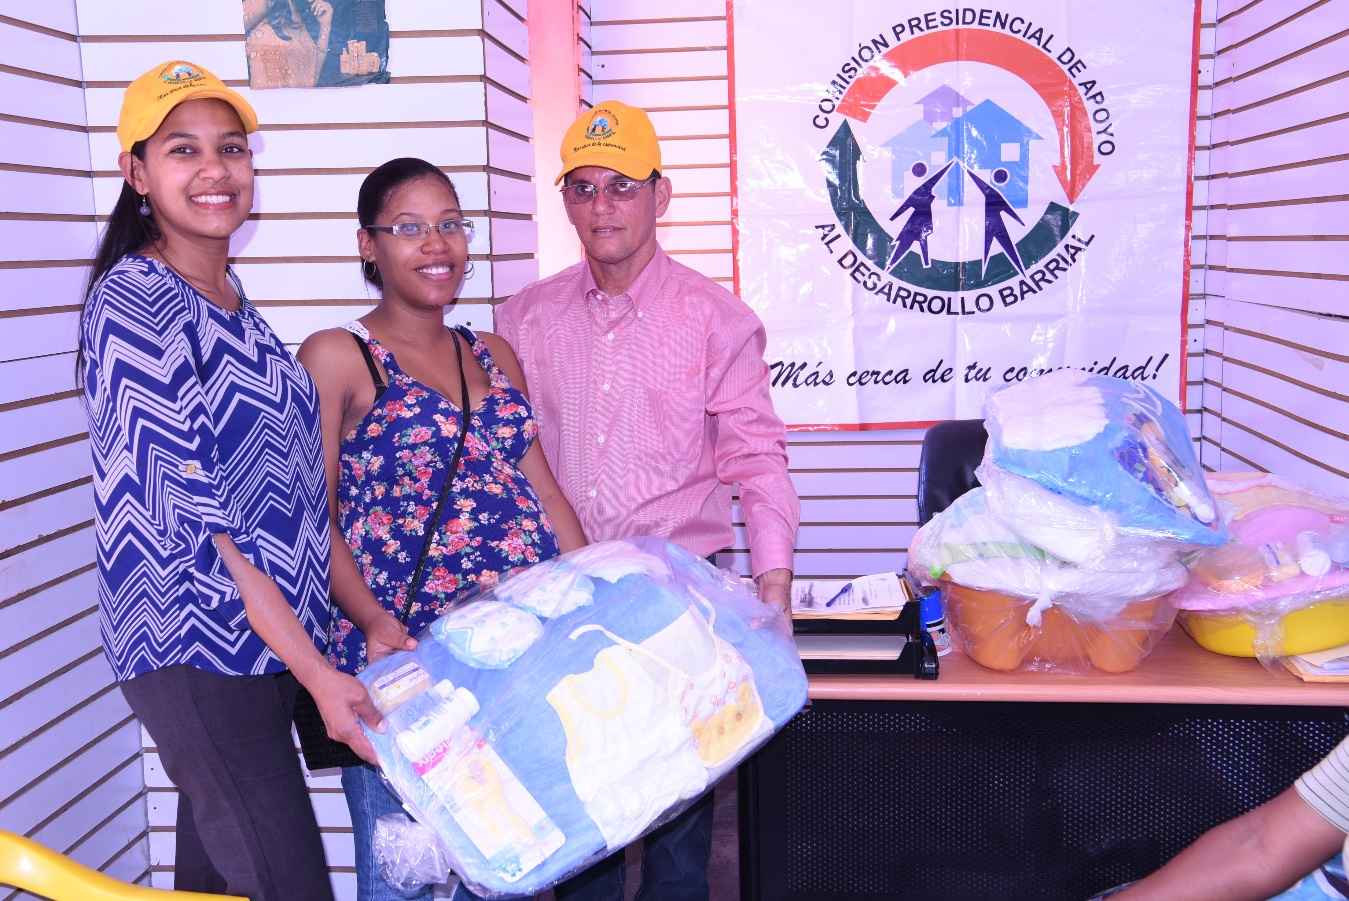 COMISIÓN PRESIDENCIAL DE APOYO
AL DESARROLLO BARRIAL
Más cerca de tu comunidad!